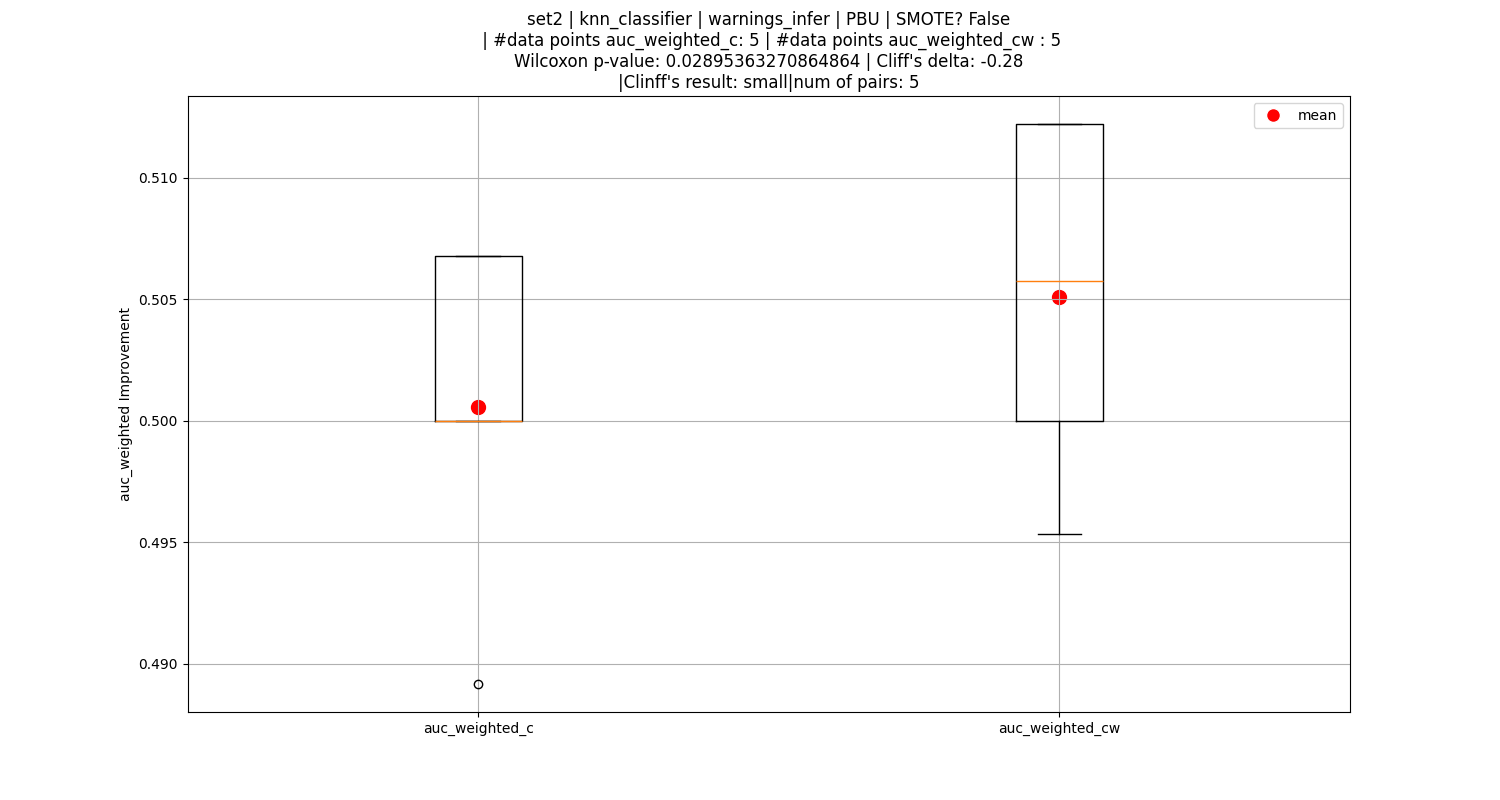 set2 | knn_classifier | warnings_infer | PBU | SMOTE? False
| #data points auc_weighted_c: 5 | #data points auc_weighted_cw : 5
Wilcoxon p-value: 0.02895363270864864 | Cliff's delta: -0.28
|Clinff's result: small|num of pairs: 5
mean
0.510
0.505
0.500
0.495
0.490
auc_weighted Improvement
auc_weighted_c
auc_weighted_cw